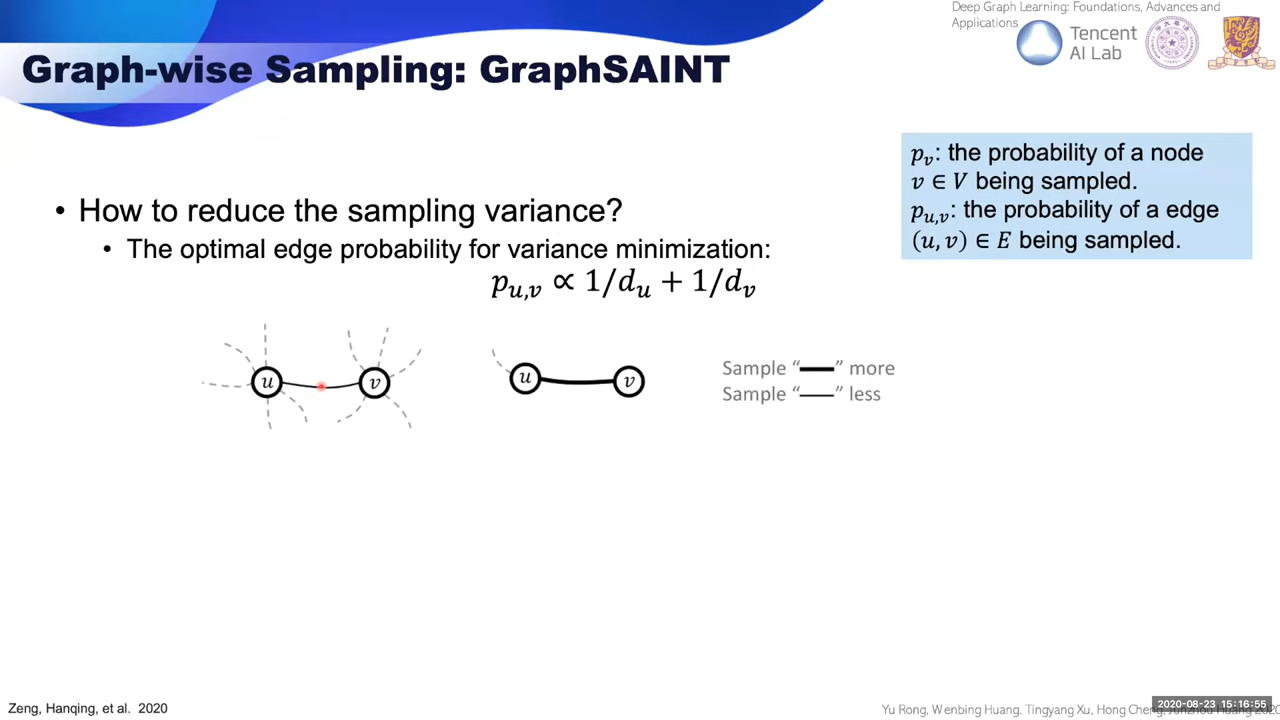 Deep Graph Learning: Foundations, Advances and
Applications
Tencent
AI Lab
Graph-wise Sampling: GraphSAINT
p_v: the probability of a node
v ∈ V being sampled.
p_{u,v}: the probability of a edge
(u, v) ∈ E being sampled.
• How to reduce the sampling variance?
• The optimal edge probability for variance minimization:
p_{u,v} ∝ 1/d_u + 1/d_v
u v
u v
Sample “—” more
Sample “—” less
Zeng, Hanqing, et al. 2020
Yu Rong, Wenbing Huang, Tingyang Xu, Hong Cheng, Junzhou Huang 2020
2020-08-23 15:16:55